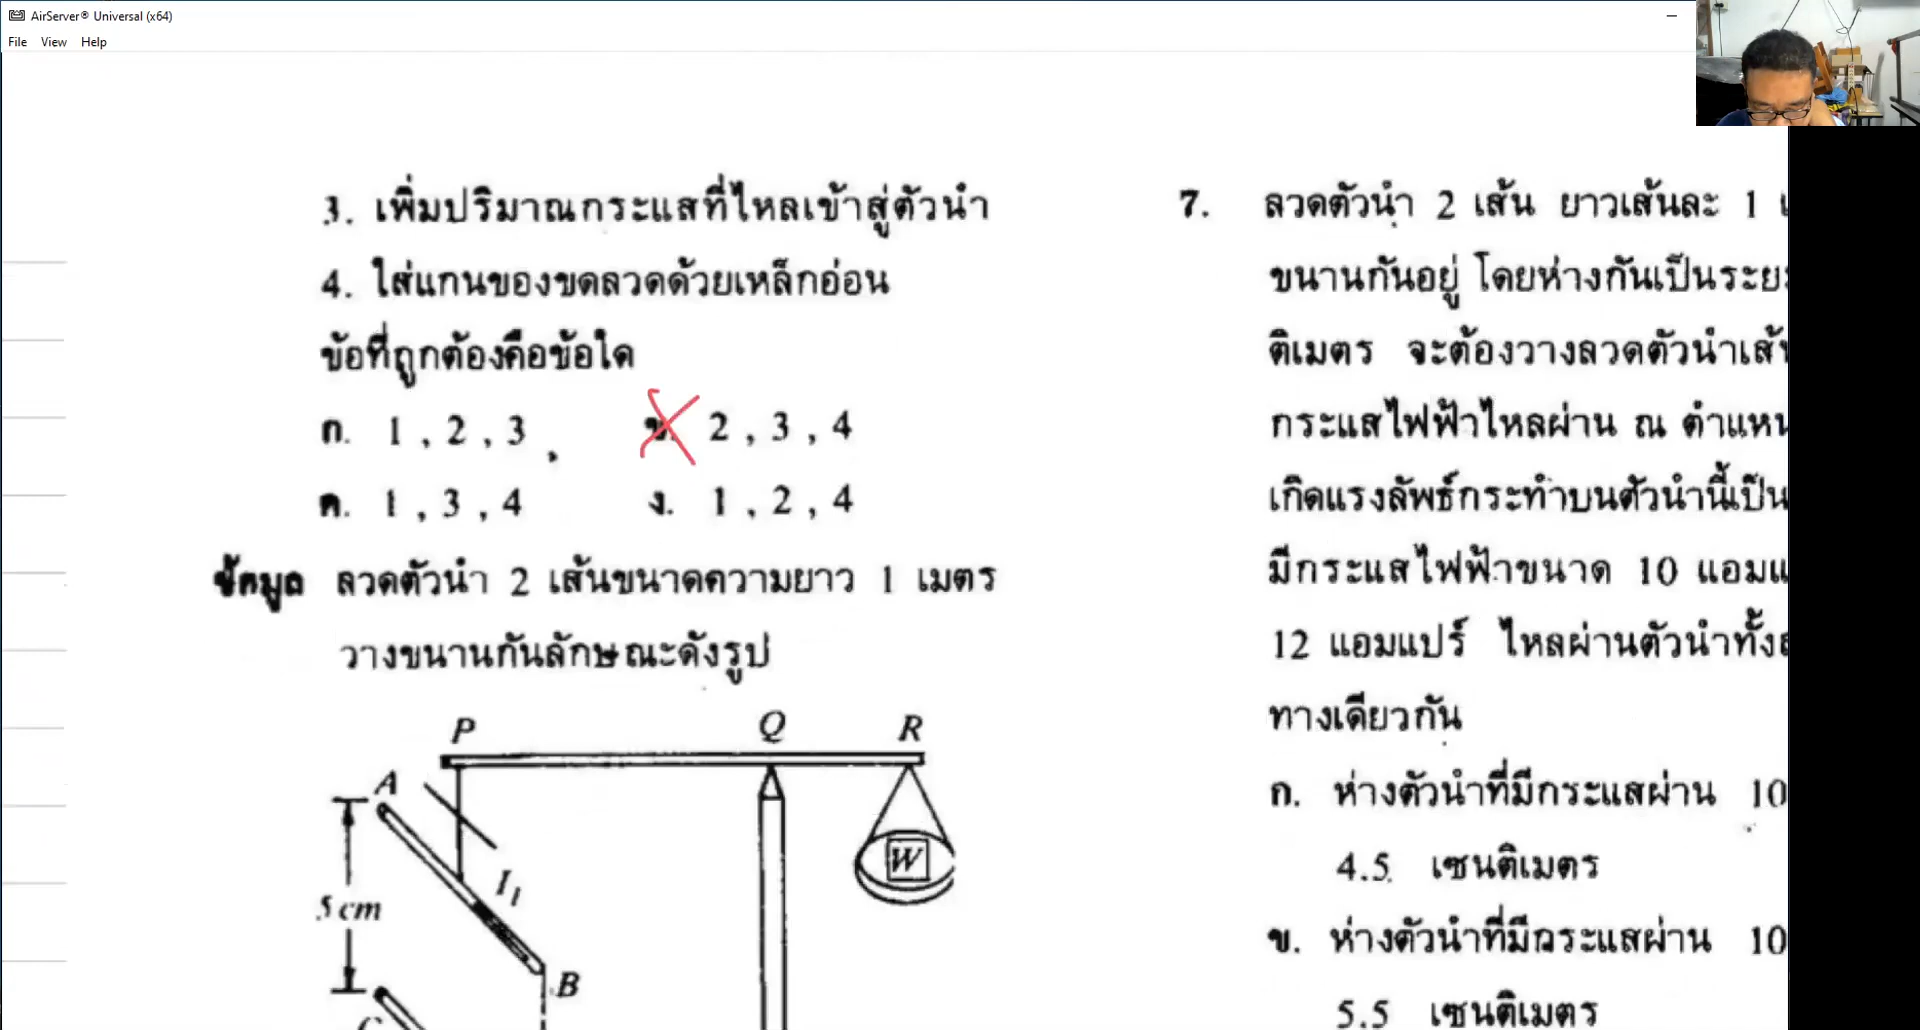 AirServer® Universal (x64)
File View Help
3. เพิ่มปริมาณกระแสที่ไหลเข้าสู่ตัวนำ
4. ใส่แกนของขดลวดด้วยเหล็กอ่อน
ข้อที่ถูกต้องคือข้อใด
ก. 1 , 2 , 3
ข. 2 , 3 , 4
ค. 1 , 3 , 4
ง. 1 , 2 , 4
ข้อมูล ลวดตัวนำ 2 เส้นขนาดความยาว 1 เมตร
วางขนานกันลักษณะดังรูป
P Q R
A
I1
W
5 cm
B
C
7. ลวดตัวนำ 2 เส้น ยาวเส้นละ 1
ขนานกันอยู่ โดยห่างกันเป็นระยะ
ติเมตร จะต้องวางลวดตัวนำเส้น
กระแสไฟฟ้าไหลผ่าน ณ ตำแหน
เกิดแรงลัพธ์กระทำบนตัวนำนี้เป็น
มีกระแสไฟฟ้าขนาด 10 แอมแ
12 แอมแปร์ ไหลผ่านตัวนำทั้ง
ทางเดียวกัน
ก. ห่างตัวนำที่มีกระแสผ่าน 10
4.5 เซนติเมตร
ข. ห่างตัวนำที่มีกระแสผ่าน 10
5.5 เซนติเมตร